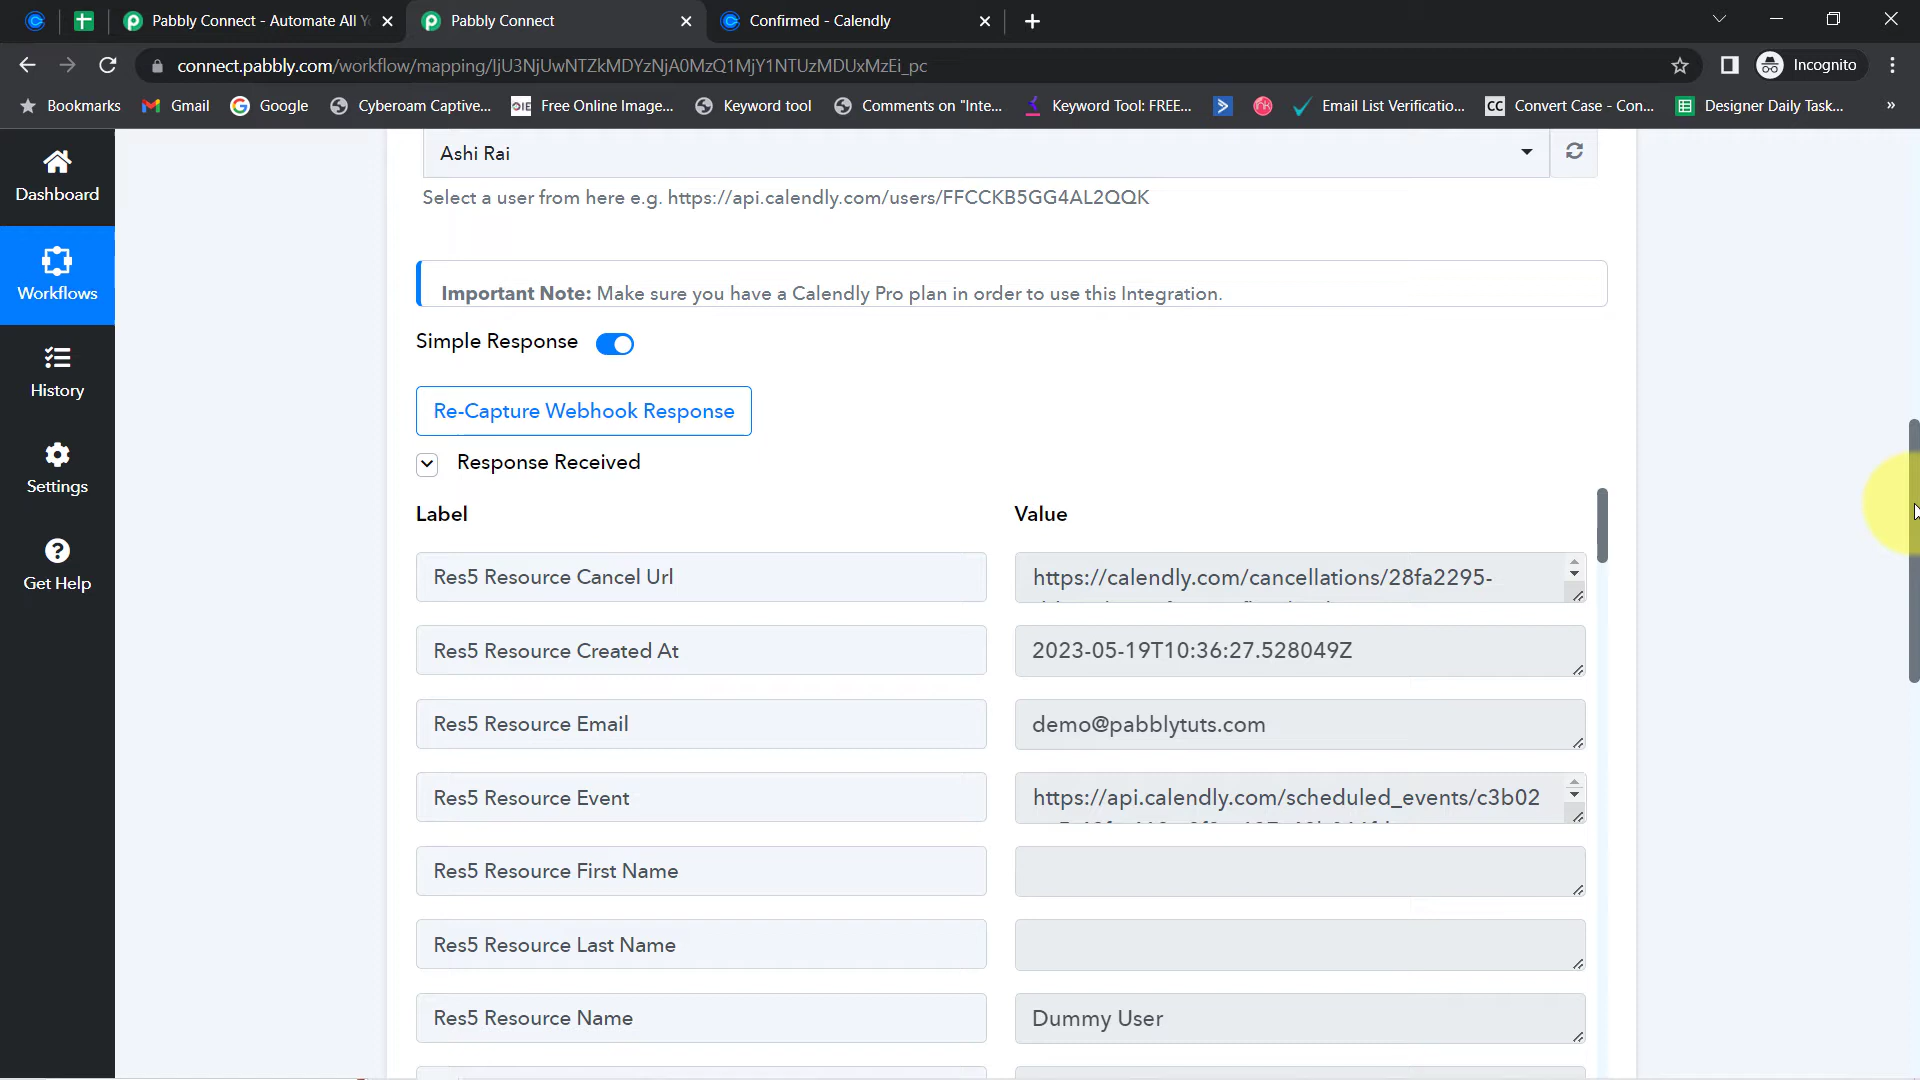 Pabbly Connect - Automate All Y
Pabbly Connect
Confirmed - Calendly
connect.pabbly.com/workflow/mapping/IjU3NjUwNTZkMDYzNjA0MzQ1MjY1NTUzMDUxMzEi_pc
Incognito
Bookmarks
Gmail
Google
Cyberoam Captive...
Free Online Image...
Keyword tool
Comments on "Inte...
Keyword Tool: FREE...
Email List Verificatio...
CC
Convert Case - Con...
Designer Daily Task...
»
Dashboard
Workflows
History
Settings
Get Help
Ashi Rai
Select a user from here e.g. https://api.calendly.com/users/FFCCKB5GG4AL2QQK
Important Note: Make sure you have a Calendly Pro plan in order to use this Integration.
Simple Response
Re-Capture Webhook Response
Response Received
Label
Value
Res5 Resource Cancel Url
https://calendly.com/cancellations/28fa2295-
Res5 Resource Created At
2023-05-19T10:36:27.528049Z
Res5 Resource Email
demo@pabblytuts.com
Res5 Resource Event
https://api.calendly.com/scheduled_events/c3b02
Res5 Resource First Name
Res5 Resource Last Name
Res5 Resource Name
Dummy User